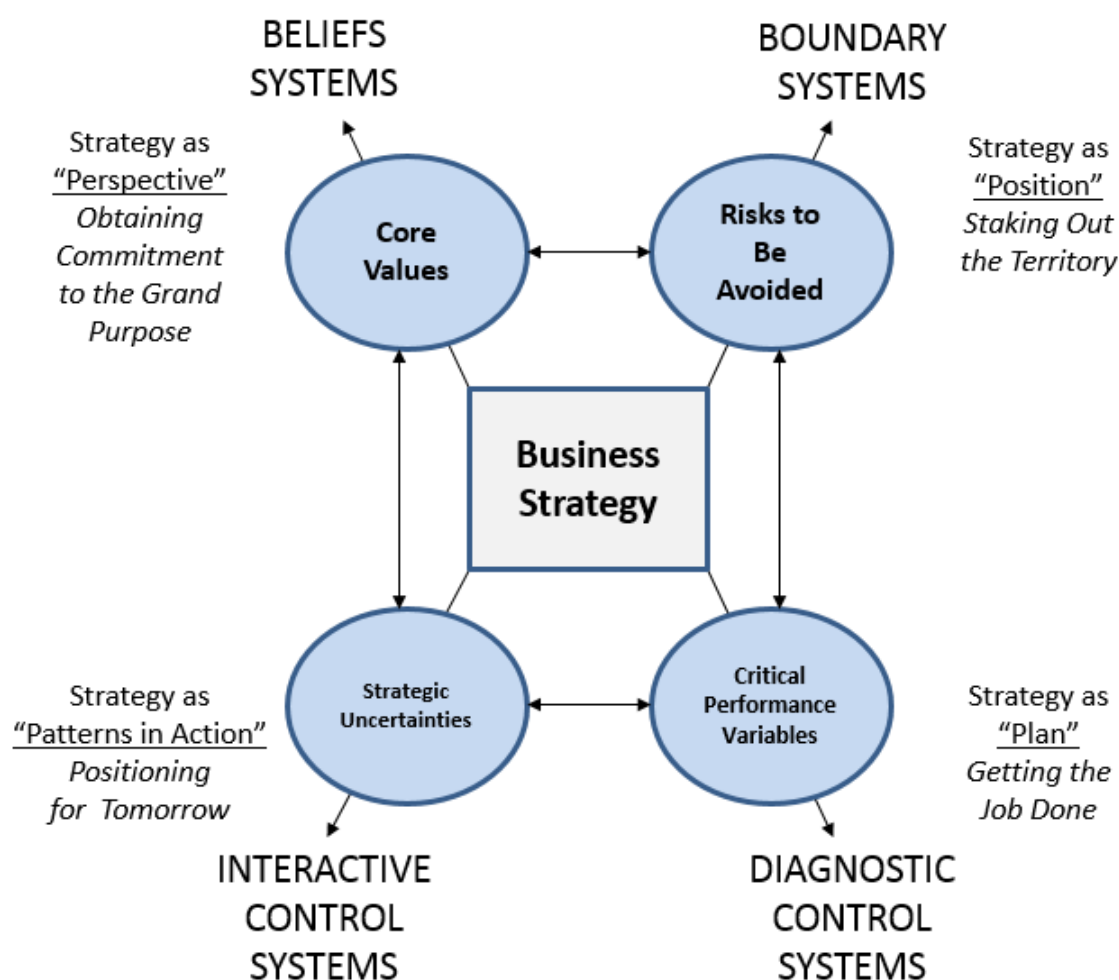 BELIEFS
SYSTEMS
BOUNDARY
SYSTEMS
Strategy as
“Perspective”
Obtaining
Commitment
to the Grand
Purpose
Core
Values
Risks to
Be
Avoided
Strategy as
“Position”
Staking Out
the Territory
Business
Strategy
Strategy as
“Patterns in Action”
Positioning
for Tomorrow
Strategic
Uncertainties
Critical
Performance
Variables
Strategy as
“Plan”
Getting the
Job Done
INTERACTIVE
CONTROL
SYSTEMS
DIAGNOSTIC
CONTROL
SYSTEMS